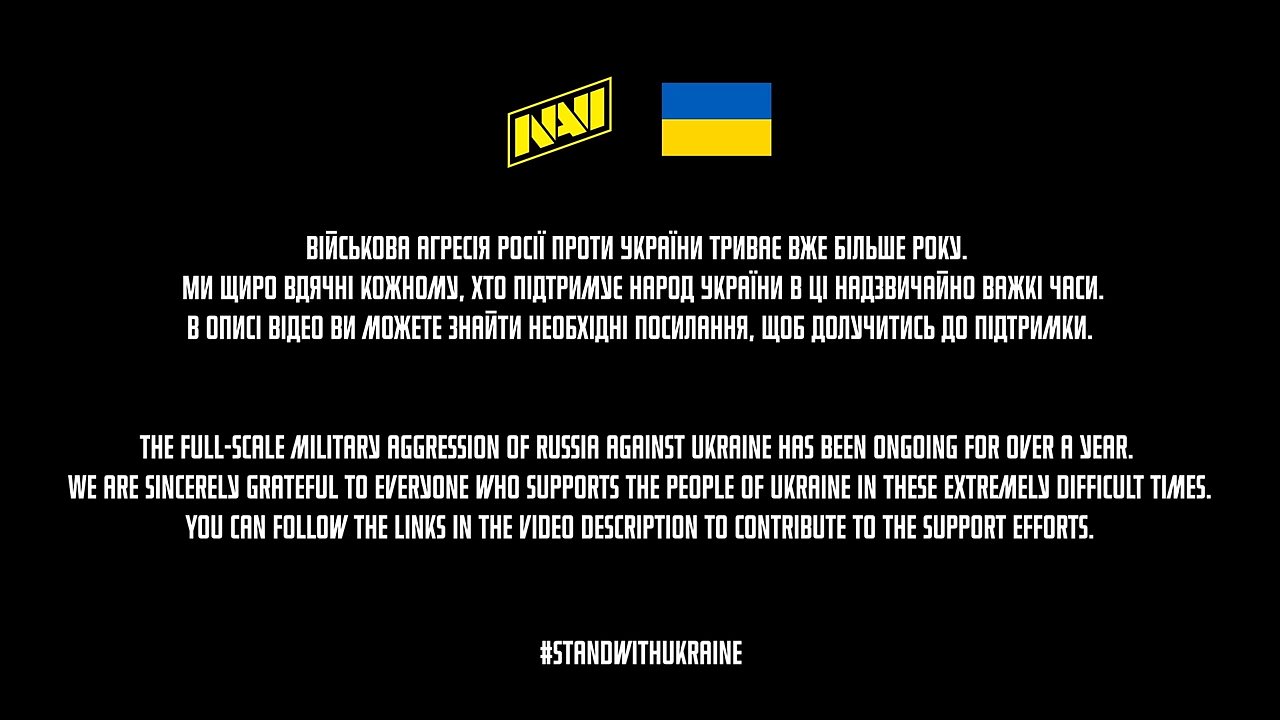 NAVI
ВІЙСЬКОВА АГРЕСІЯ РОСІЇ ПРОТИ УКРАЇНИ ТРИВАЄ ВЖЕ БІЛЬШЕ РОКУ.
МИ ЩИРО ВДЯЧНІ КОЖНОМУ, ХТО ПІДТРИМУЄ НАРОД УКРАЇНИ В ЦІ НАДЗВИЧАЙНО ВАЖКІ ЧАСИ.
В ОПИСІ ВІДЕО ВИ МОЖЕТЕ ЗНАЙТИ НЕОБХІДНІ ПОСИЛАННЯ, ЩОБ ДОЛУЧИТИСЬ ДО ПІДТРИМКИ.
THE FULL-SCALE MILITARY AGGRESSION OF RUSSIA AGAINST UKRAINE HAS BEEN ONGOING FOR OVER A YEAR.
WE ARE SINCERELY GRATEFUL TO EVERYONE WHO SUPPORTS THE PEOPLE OF UKRAINE IN THESE EXTREMELY DIFFICULT TIMES.
YOU CAN FOLLOW THE LINKS IN THE VIDEO DESCRIPTION TO CONTRIBUTE TO THE SUPPORT EFFORTS.
#STANDWITHUKRAINE